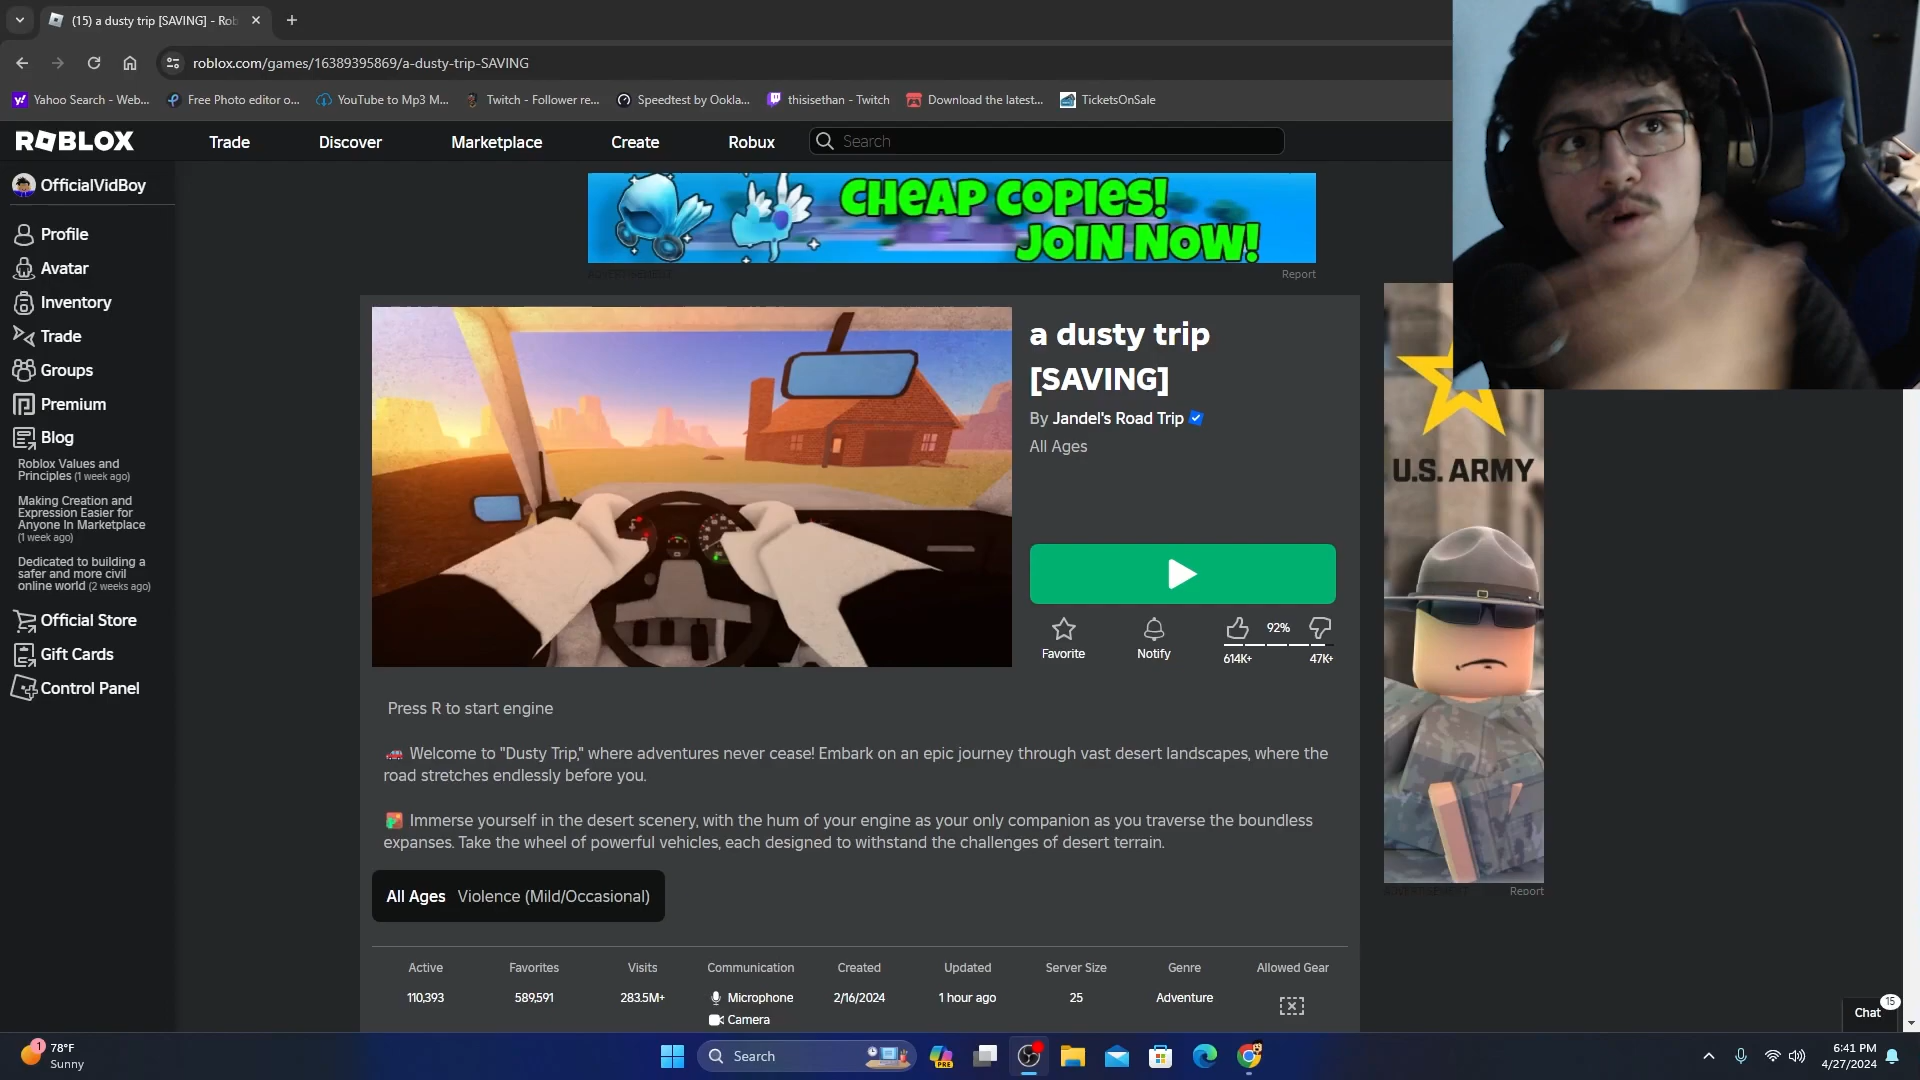 (15) a dusty trip [SAVING] - Rob
roblox.com/games/16389395869/a-dusty-trip-SAVING
Yahoo Search - Web...
Free Photo editor o...
YouTube to Mp3 M...
Twitch - Follower re...
Speedtest by Ookla...
thisisethan - Twitch
Download the latest...
TicketsOnSale
ROBLOX
Trade
Discover
Marketplace
Create
Robux
Search
OfficialVidBoy
Profile
Avatar
Inventory
Trade
Groups
Premium
Blog
Roblox Values and
Principles (1 week ago)
Making Creation and
Expression Easier for
Anyone In Marketplace
(1 week ago)
Dedicated to building a
safer and more civil
online world (2 weeks ago)
Official Store
Gift Cards
Control Panel
CHEAP COPIES!
JOIN NOW!
ADVERTISEMENT
Report
a dusty trip
[SAVING]
By Jandel's Road Trip
All Ages
Favorite
Notify
92%
614K+
47K+
Press R to start engine
🚗 Welcome to "Dusty Trip," where adventures never cease! Embark on an epic journey through vast desert landscapes, where the
road stretches endlessly before you.
Immerse yourself in the desert scenery, with the hum of your engine as your only companion as you traverse the boundless
expanses. Take the wheel of powerful vehicles, each designed to withstand the challenges of desert terrain.
All Ages Violence (Mild/Occasional)
Active
Favorites
Visits
Communication
Created
Updated
Server Size
Genre
Allowed Gear
110,393
589,591
283.5M+
Microphone
Camera
2/16/2024
1 hour ago
25
Adventure
U.S. ARMY
ADVERTISEMENT
Report
Chat
15
1
78°F
Sunny
Search
PRE
6:41 PM
4/27/2024